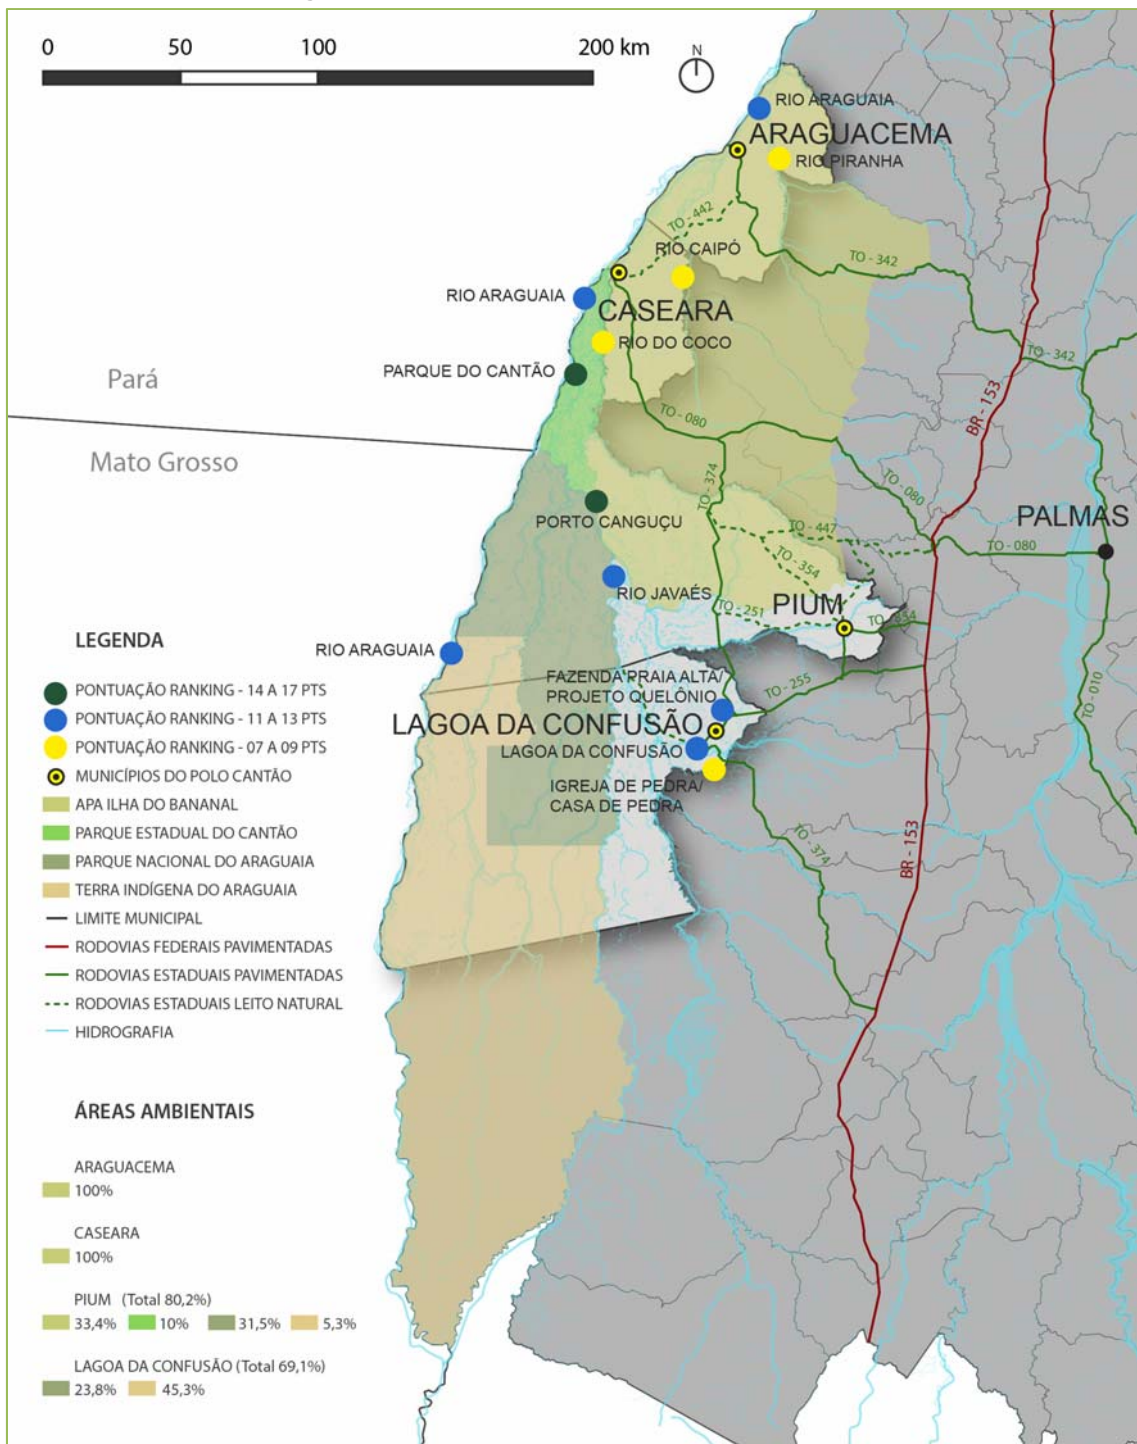 0 50 100 200 km
N
RIO ARAGUAIA
ARAGUACEMA
RIO PIRANHA
TO - 442
RIO CAIPÓ
TO - 342
RIO ARAGUAIA
CASEARA
RIO DO COCO
TO - 342
PARQUE DO CANTÃO
Pará
BR - 153
TO - 080
Mato Grosso
TO - 374
TO - 080
PORTO CANGUÇU
TO - 447
PALMAS
TO - 080
TO - 354
RIO JAVAÉS
TO - 251
PIUM
TO - 354
LEGENDA
RIO ARAGUAIA
FAZENDA PRAIA ALTA/
PROJETO QUELÔNIO
TO - 255
TO - 010
PONTUAÇÃO RANKING - 14 A 17 PTS
PONTUAÇÃO RANKING - 11 A 13 PTS
LAGOA DA CONFUSÃO
PONTUAÇÃO RANKING - 07 A 09 PTS
LAGOA DA CONFUSÃO
MUNICÍPIOS DO POLO CANTÃO
IGREJA DE PEDRA/
CASA DE PEDRA
APA ILHA DO BANANAL
PARQUE ESTADUAL DO CANTÃO
TO - 374
BR - 153
PARQUE NACIONAL DO ARAGUAIA
TERRA INDÍGENA DO ARAGUAIA
LIMITE MUNICIPAL
RODOVIAS FEDERAIS PAVIMENTADAS
RODOVIAS ESTADUAIS PAVIMENTADAS
RODOVIAS ESTADUAIS LEITO NATURAL
HIDROGRAFIA
ÁREAS AMBIENTAIS
ARAGUACEMA
100%
CASEARA
100%
PIUM (Total 80,2%)
33,4% 10% 31,5% 5,3%
LAGOA DA CONFUSÃO (Total 69,1%)
23,8% 45,3%